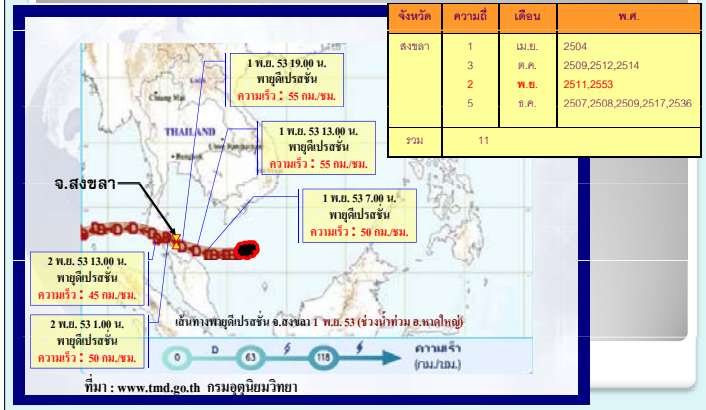 จังหวัด ความถี่ เดือน พ.ศ.
สงขลา 1 เม.ย. 2504
3 ต.ค. 2509,2512,2514
2 พ.ย. 2511,2553
5 ธ.ค. 2507,2508,2509,2517,2536
รวม 11
1 พ.ย. 53 19.00 น.
พายุดีเปรสชัน
ความเร็ว : 55 กม./ชม.
Chiang Mai
THAILAND
Bangkok
1 พ.ย. 53 13.00 น.
พายุดีเปรสชัน
ความเร็ว : 55 กม./ชม.
จ.สงขลา
1 พ.ย. 53 7.00 น.
พายุดีเปรสชัน
ความเร็ว : 50 กม./ชม.
2 พ.ย. 53 13.00 น.
พายุดีเปรสชัน
ความเร็ว : 45 กม./ชม.
2 พ.ย. 53 1.00 น.
พายุดีเปรสชัน
ความเร็ว : 50 กม./ชม.
เส้นทางพายุดีเปรสชัน จ.สงขลา 1 พ.ย. 53 (ช่วงน้ำท่วม อ.หาดใหญ่)
0 D 63 118 ความเร็ว
(กม./ชม.)
ที่มา : www.tmd.go.th กรมอุตุนิยมวิทยา